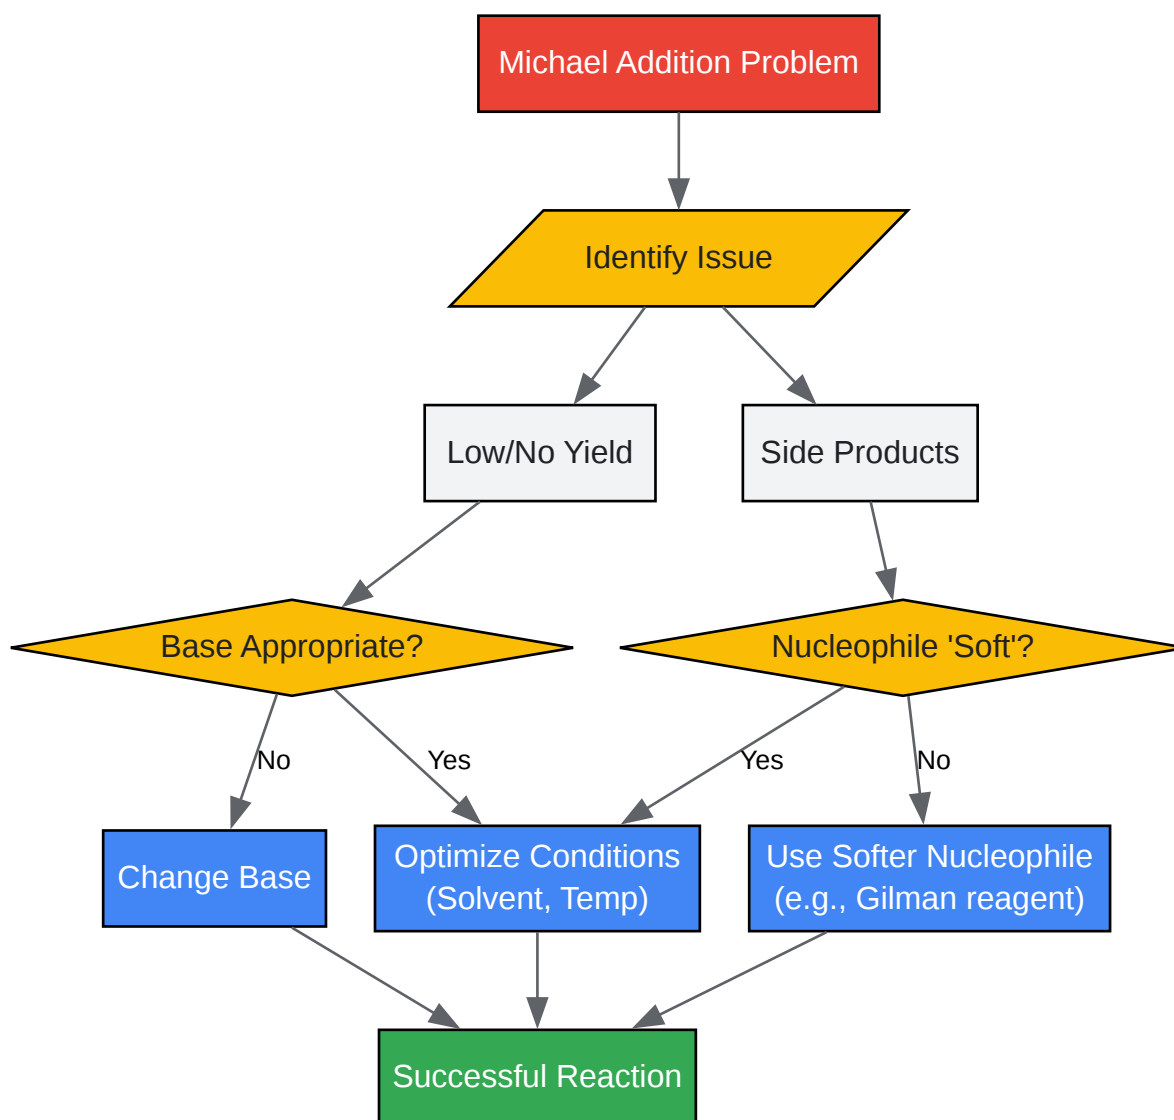 Michael Addition Problem
Identify Issue
Low/No Yield
Side Products
Base Appropriate?
Nucleophile 'Soft'?
No
Yes
Yes
No
Change Base
Optimize Conditions
(Solvent, Temp)
Use Softer Nucleophile
(e.g., Gilman reagent)
Successful Reaction